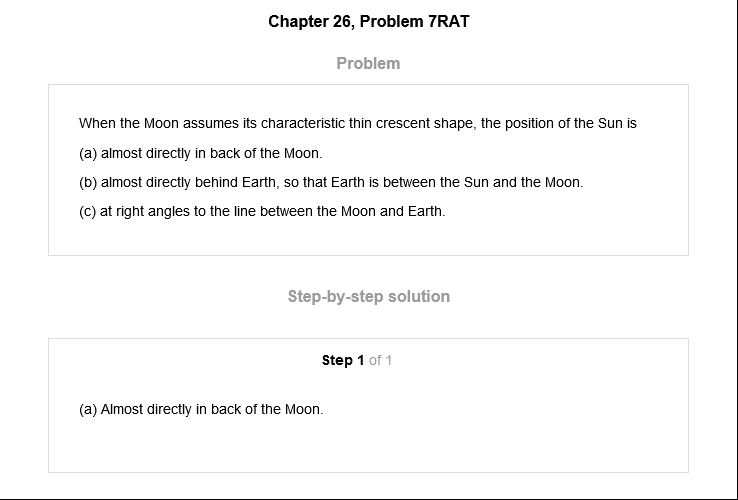 Chapter 26, Problem 7RAT
Problem
When the Moon assumes its characteristic thin crescent shape, the position of the Sun is
(a) almost directly in back of the Moon.
(b) almost directly behind Earth, so that Earth is between the Sun and the Moon.
(c) at right angles to the line between the Moon and Earth.
Step-by-step solution
Step 1 of 1
(a) Almost directly in back of the Moon.